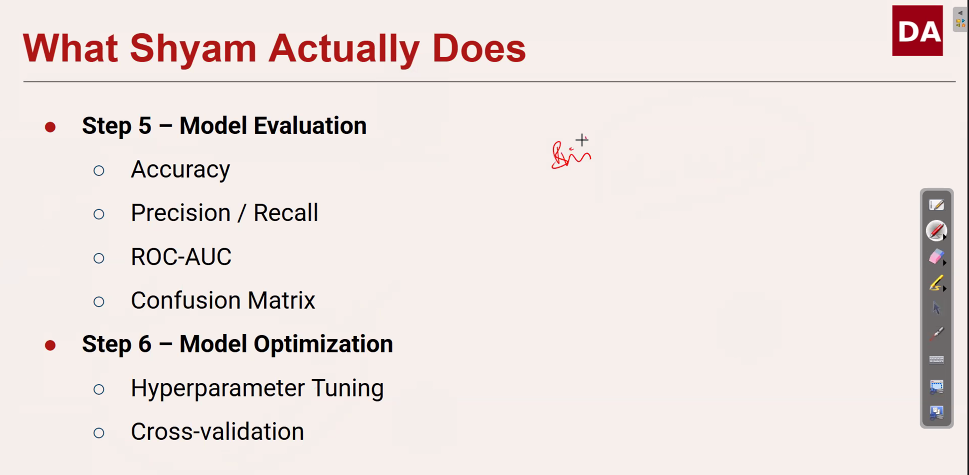 What Shyam Actually Does
DA
Step 5 – Model Evaluation
Accuracy
Precision / Recall
ROC-AUC
Confusion Matrix
Step 6 – Model Optimization
Hyperparameter Tuning
Cross-validation